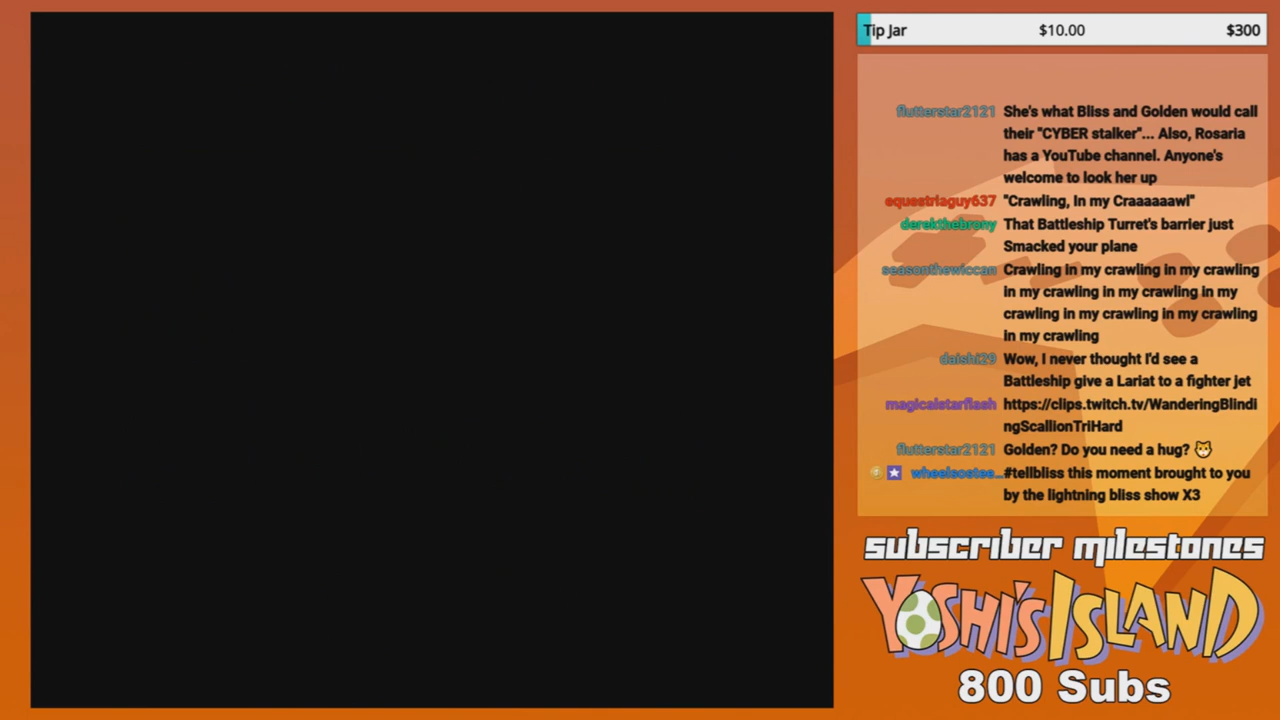 Tip Jar $10.00 $300
flutterstar2121 She's what Bliss and Golden would call
their "CYBER stalker"... Also, Rosaria
has a YouTube channel. Anyone's
welcome to look her up
equestriaguy637 "Crawling, In my Craaaaaawl"
derekthebrony That Battleship Turret's barrier just
Smacked your plane
seasonthewiccan Crawling in my crawling in my crawling
in my crawling in my crawling in my
crawling in my crawling in my crawling
in my crawling
daishi29 Wow, I never thought I'd see a
Battleship give a Lariat to a fighter jet
magicalstarflash https://clips.twitch.tv/WanderingBlindi
ngScallionTriHard
flutterstar2121 Golden? Do you need a hug?
wheelsostee... #tellbliss this moment brought to you
by the lightning bliss show X3
subscriber milestones
YOSHI'S ISLAND
800 Subs